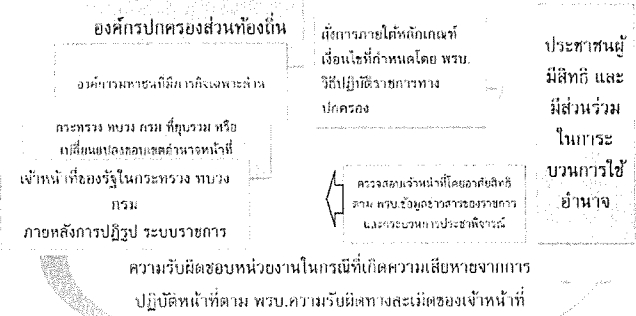 องค์กรปกครองส่วนท้องถิ่น
องค์การมหาชนที่มีภารกิจเฉพาะด้าน
กระทรวง ทบวง กรม ที่ยุบรวม หรือ
เปลี่ยนแปลงขอบเขตอำนาจหน้าที่
เจ้าหน้าที่ของรัฐในกระทรวง ทบวง
กรม
ภายหลังการปฏิรูป ระบบราชการ
สั่งการภายใต้หลักเกณฑ์
เงื่อนไขที่กำหนดโดย พรบ.
วิธีปฏิบัติราชการทาง
ปกครอง
ตรวจสอบเจ้าหน้าที่โดยอาศัยสิทธิ
ตาม พรบ.ข้อมูลข่าวสารของราชการ
และกระบวนการประชาพิจารณ์
ประชาชนผู้
มีสิทธิ และ
มีส่วนร่วม
ในการะ
บวนการใช้
อำนาจ
ความรับผิดชอบหน่วยงานในกรณีที่เกิดความเสียหายจากการ
ปฏิบัติหน้าที่ตาม พรบ.ความรับผิดทางละเมิดของเจ้าหน้าที่